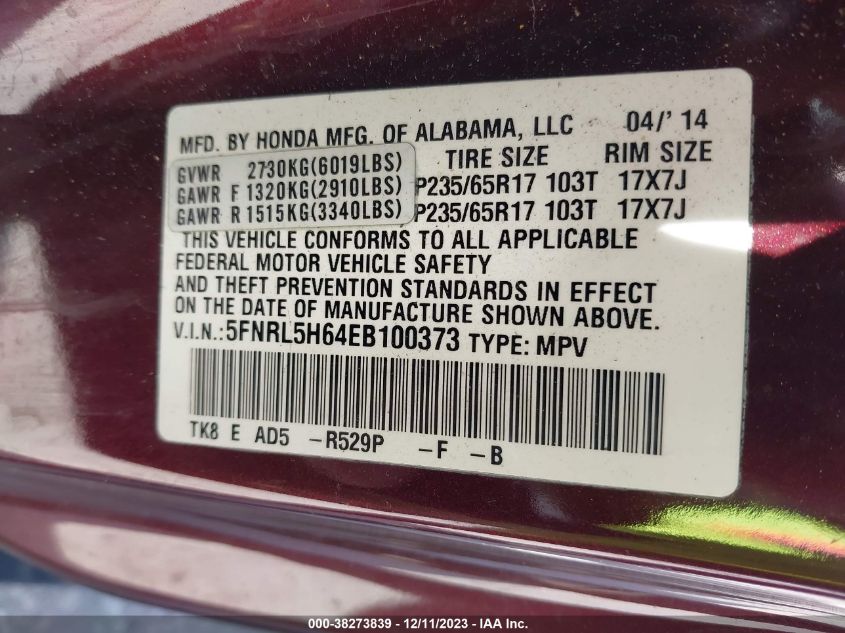 MFD. BY HONDA MFG. OF ALABAMA, LLC 04/'14
GVWR 2730KG(6019LBS) TIRE SIZE RIM SIZE
GAWR F 1320KG(2910LBS) P235/65R17 103T 17X7J
GAWR R 1515KG(3340LBS) P235/65R17 103T 17X7J
THIS VEHICLE CONFORMS TO ALL APPLICABLE
FEDERAL MOTOR VEHICLE SAFETY
AND THEFT PREVENTION STANDARDS IN EFFECT
ON THE DATE OF MANUFACTURE SHOWN ABOVE.
V.I.N.:5FNRL5H64EB100373 TYPE: MPV
TK8 E AD5 -R529P -F -B
000-38273839 - 12/11/2023 - IAA Inc.